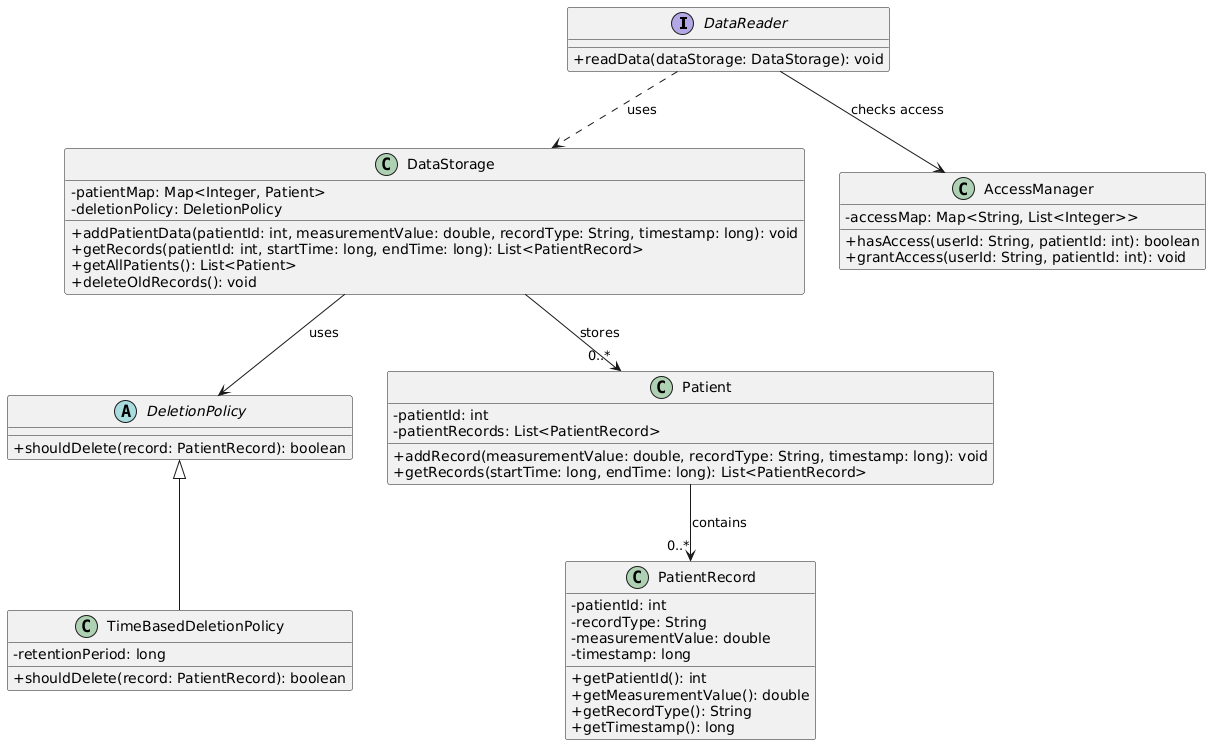 I DataReader
+readData(dataStorage: DataStorage): void
uses
checks access
C DataStorage
-patientMap: Map<Integer, Patient>
-deletionPolicy: DeletionPolicy
+addPatientData(patientId: int, measurementValue: double, recordType: String, timestamp: long): void
+getRecords(patientId: int, startTime: long, endTime: long): List<PatientRecord>
+getAllPatients(): List<Patient>
+deleteOldRecords(): void
C AccessManager
-accessMap: Map<String, List<Integer>>
+hasAccess(userId: String, patientId: int): boolean
+grantAccess(userId: String, patientId: int): void
uses
stores
0..*
A DeletionPolicy
+shouldDelete(record: PatientRecord): boolean
C Patient
-patientId: int
-patientRecords: List<PatientRecord>
+addRecord(measurementValue: double, recordType: String, timestamp: long): void
+getRecords(startTime: long, endTime: long): List<PatientRecord>
contains
0..*
C TimeBasedDeletionPolicy
-retentionPeriod: long
+shouldDelete(record: PatientRecord): boolean
C PatientRecord
-patientId: int
-recordType: String
-measurementValue: double
-timestamp: long
+getPatientId(): int
+getMeasurementValue(): double
+getRecordType(): String
+getTimestamp(): long